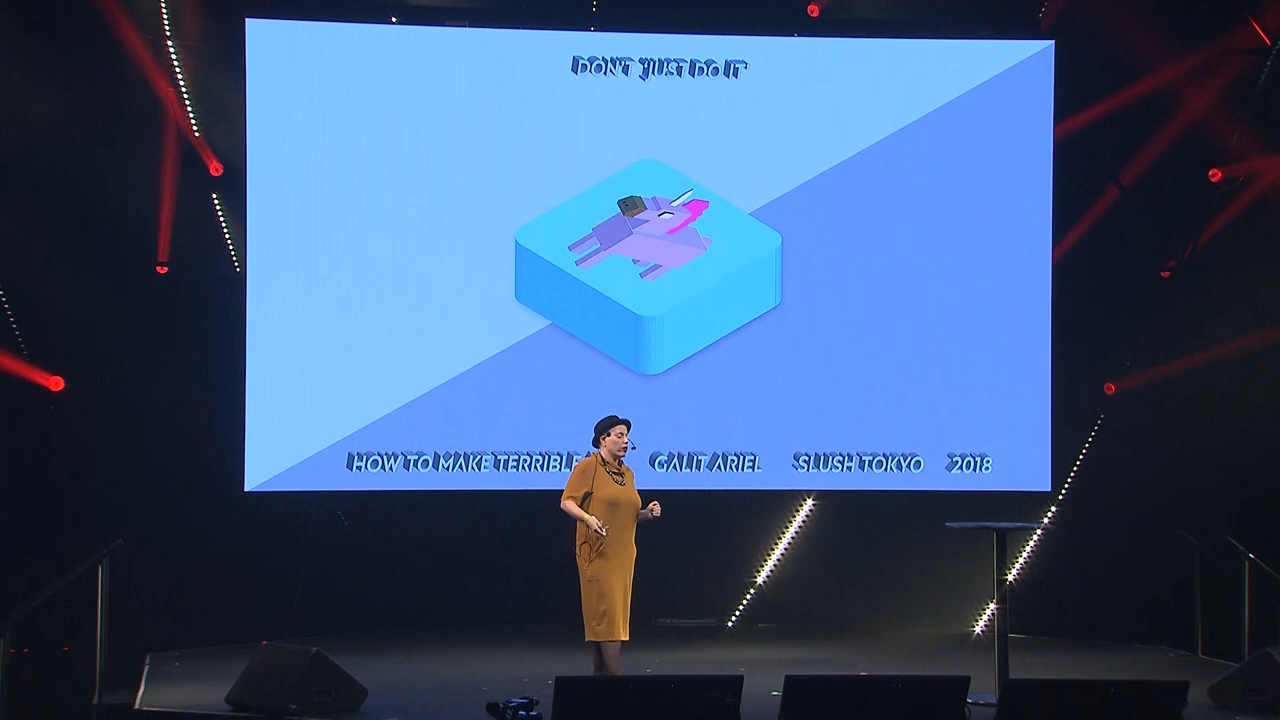 DON'T "JUST DO IT"
HOW TO MAKE TERRIBLE GALIT ARIEL SLUSH TOKYO 2018